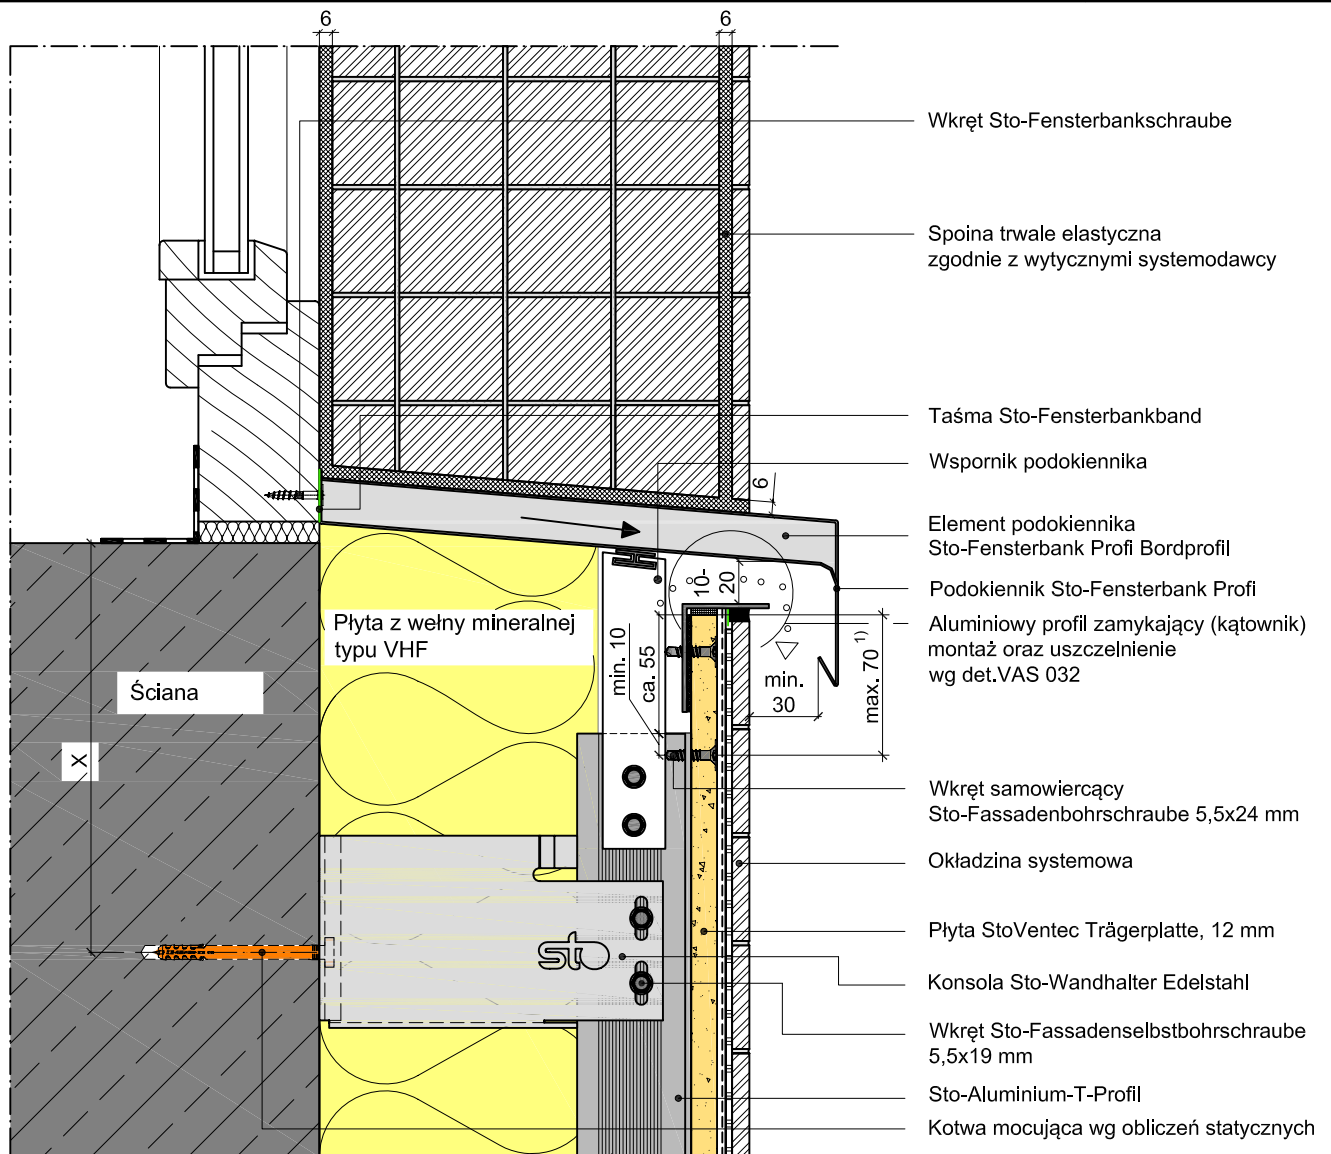 6
6
Wkręt Sto-Fensterbankschraube
Spoina trwale elastyczna
zgodnie z wytycznymi systemodawcy
Taśma Sto-Fensterbankband
Wspornik podokiennika
6
Element podokiennika
Sto-Fensterbank Profi Bordprofil
10-
20
Podokiennik Sto-Fensterbank Profi
Płyta z wełny mineralnej
typu VHF
Aluminiowy profil zamykający (kątownik)
montaż oraz uszczelnienie
wg det.VAS 032
min. 10
ca. 55
min.
30
max. 70 1)
Ściana
X
Wkręt samowiercący
Sto-Fassadenbohrschraube 5,5x24 mm
Okładzina systemowa
Płyta StoVentec Trägerplatte, 12 mm
sto
Konsola Sto-Wandhalter Edelstahl
Wkręt Sto-Fassadenselbstbohrschraube
5,5x19 mm
Sto-Aluminium-T-Profil
Kotwa mocująca wg obliczeń statycznych